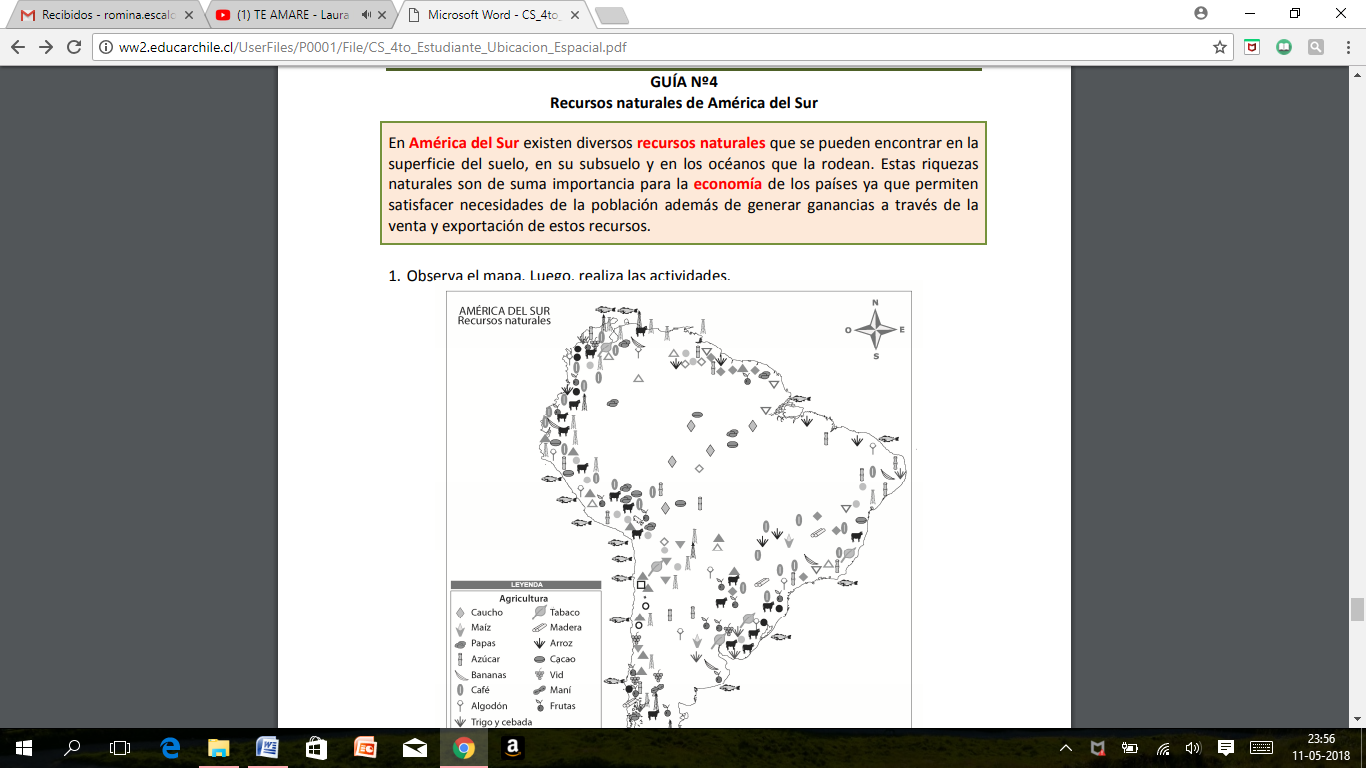 Recibidos - romina.escalc
(1) TE AMARE - Laura
Microsoft Word - CS_4to_
ww2.educarchile.cl/UserFiles/P0001/File/CS_4to_Estudiante_Ubicacion_Espacial.pdf
GUÍA Nº4
Recursos naturales de América del Sur
En América del Sur existen diversos recursos naturales que se pueden encontrar en la
superficie del suelo, en su subsuelo y en los océanos que la rodean. Estas riquezas
naturales son de suma importancia para la economía de los países ya que permiten
satisfacer necesidades de la población además de generar ganancias a través de la
venta y exportación de estos recursos.
1. Observa el mapa. Luego, realiza las actividades.
AMÉRICA DEL SUR
Recursos naturales
N
O E
S
LEYENDA
Agricultura
Caucho Tabaco
Maíz Madera
Papas Arroz
Azúcar Cacao
Bananas Vid
Café Maní
Algodón Frutas
Trigo y cebada
23:56
11-05-2018